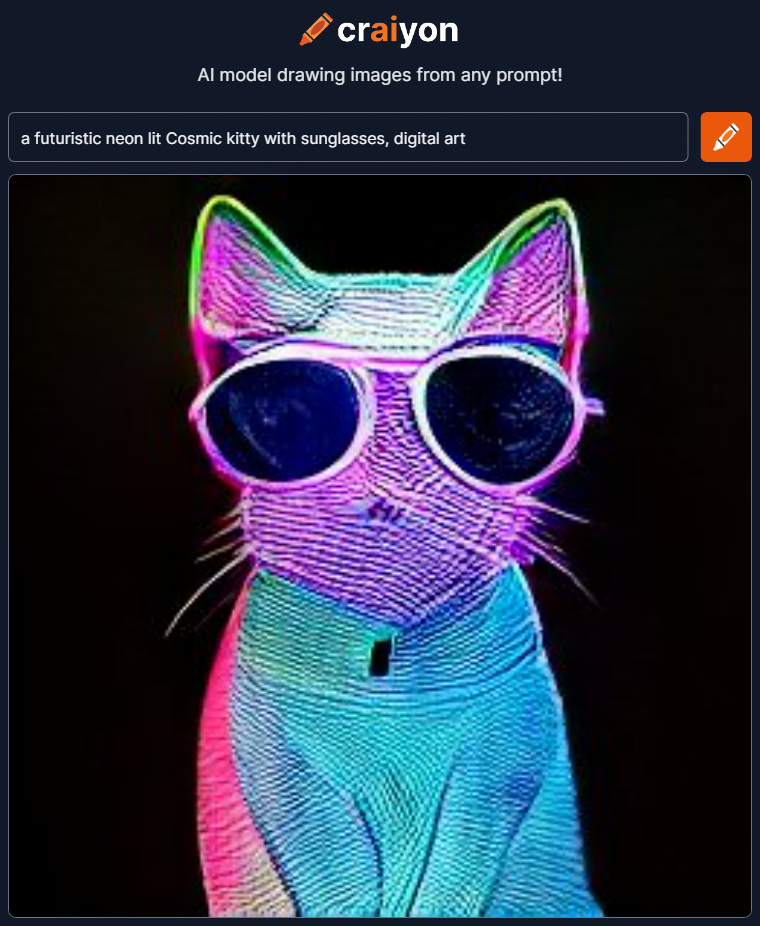 craiyon
AI model drawing images from any prompt!
a futuristic neon lit Cosmic kitty with sunglasses, digital art